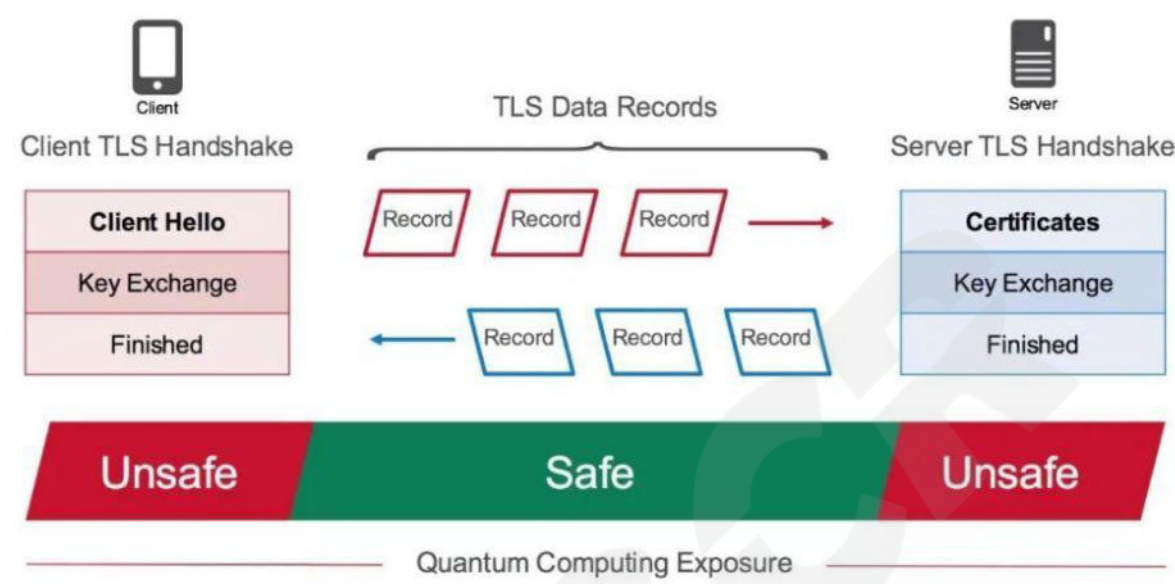 Client
Server
TLS Data Records
Client TLS Handshake
Server TLS Handshake
Client Hello
Key Exchange
Finished
Record Record Record
Record Record Record
Certificates
Key Exchange
Finished
Unsafe Safe Unsafe
Quantum Computing Exposure